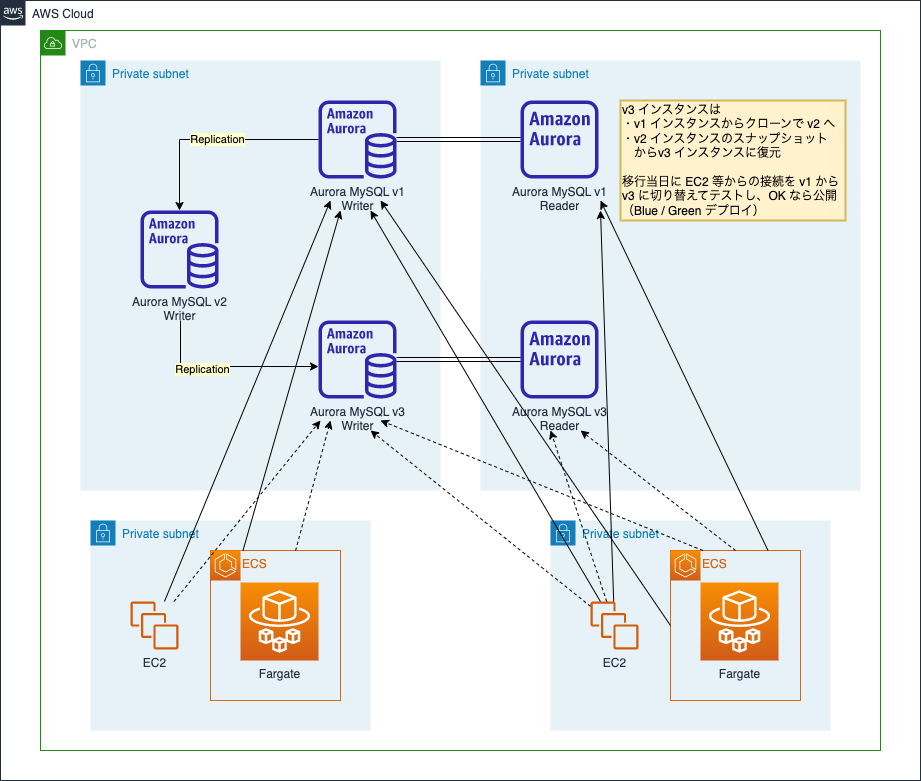 aws
AWS Cloud
VPC
Private subnet
Private subnet
Amazon
Aurora
Aurora MySQL v1
Writer
Replication
Amazon
Aurora
Aurora MySQL v1
Reader
v3 インスタンスは
・v1 インスタンスからクローンで v2 へ
・v2 インスタンスのスナップショット
からv3 インスタンスに復元
移行当日に EC2 等からの接続を v1 から
v3 に切り替えてテストし、OK なら公開
（Blue / Green デプロイ）
Amazon
Aurora
Aurora MySQL v2
Writer
Replication
Amazon
Aurora
Aurora MySQL v3
Writer
Amazon
Aurora
Aurora MySQL v3
Reader
Private subnet
ECS
EC2
Fargate
Private subnet
ECS
EC2
Fargate